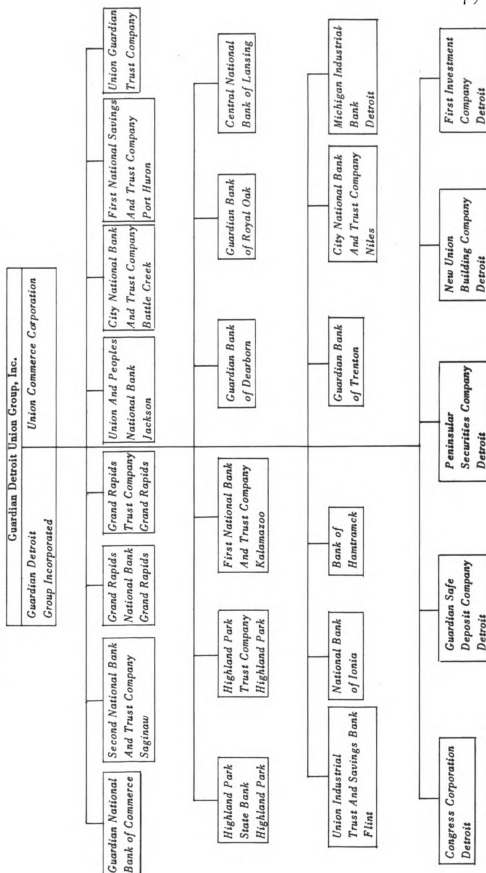 Guardian Detroit Union Group, Inc.
Guardian Detroit
Group Incorporated
Union Commerce Corporation
Guardian National
Bank of Commerce
Second National Bank
And Trust Company
Saginaw
Grand Rapids
National Bank
Grand Rapids
Grand Rapids
Trust Company
Grand Rapids
Union And Peoples
National Bank
Jackson
City National Bank
And Trust Company
Battle Creek
First National Savings
And Trust Company
Port Huron
Union Guardian
Trust Company
Highland Park
State Bank
Highland Park
Highland Park
Trust Company
Highland Park
First National Bank
And Trust Company
Kalamazoo
Guardian Bank
of Dearborn
Guardian Bank
of Royal Oak
Central National
Bank of Lansing
Union Industrial
Trust And Savings Bank
Flint
National Bank
of Ionia
Bank of
Hamtramck
Guardian Bank
of Trenton
City National Bank
And Trust Company
Niles
Michigan Industrial
Bank
Detroit
Congress Corporation
Detroit
Guardian Safe
Deposit Company
Detroit
Peninsular
Securities Company
Detroit
New Union
Building Company
Detroit
First Investment
Company
Detroit